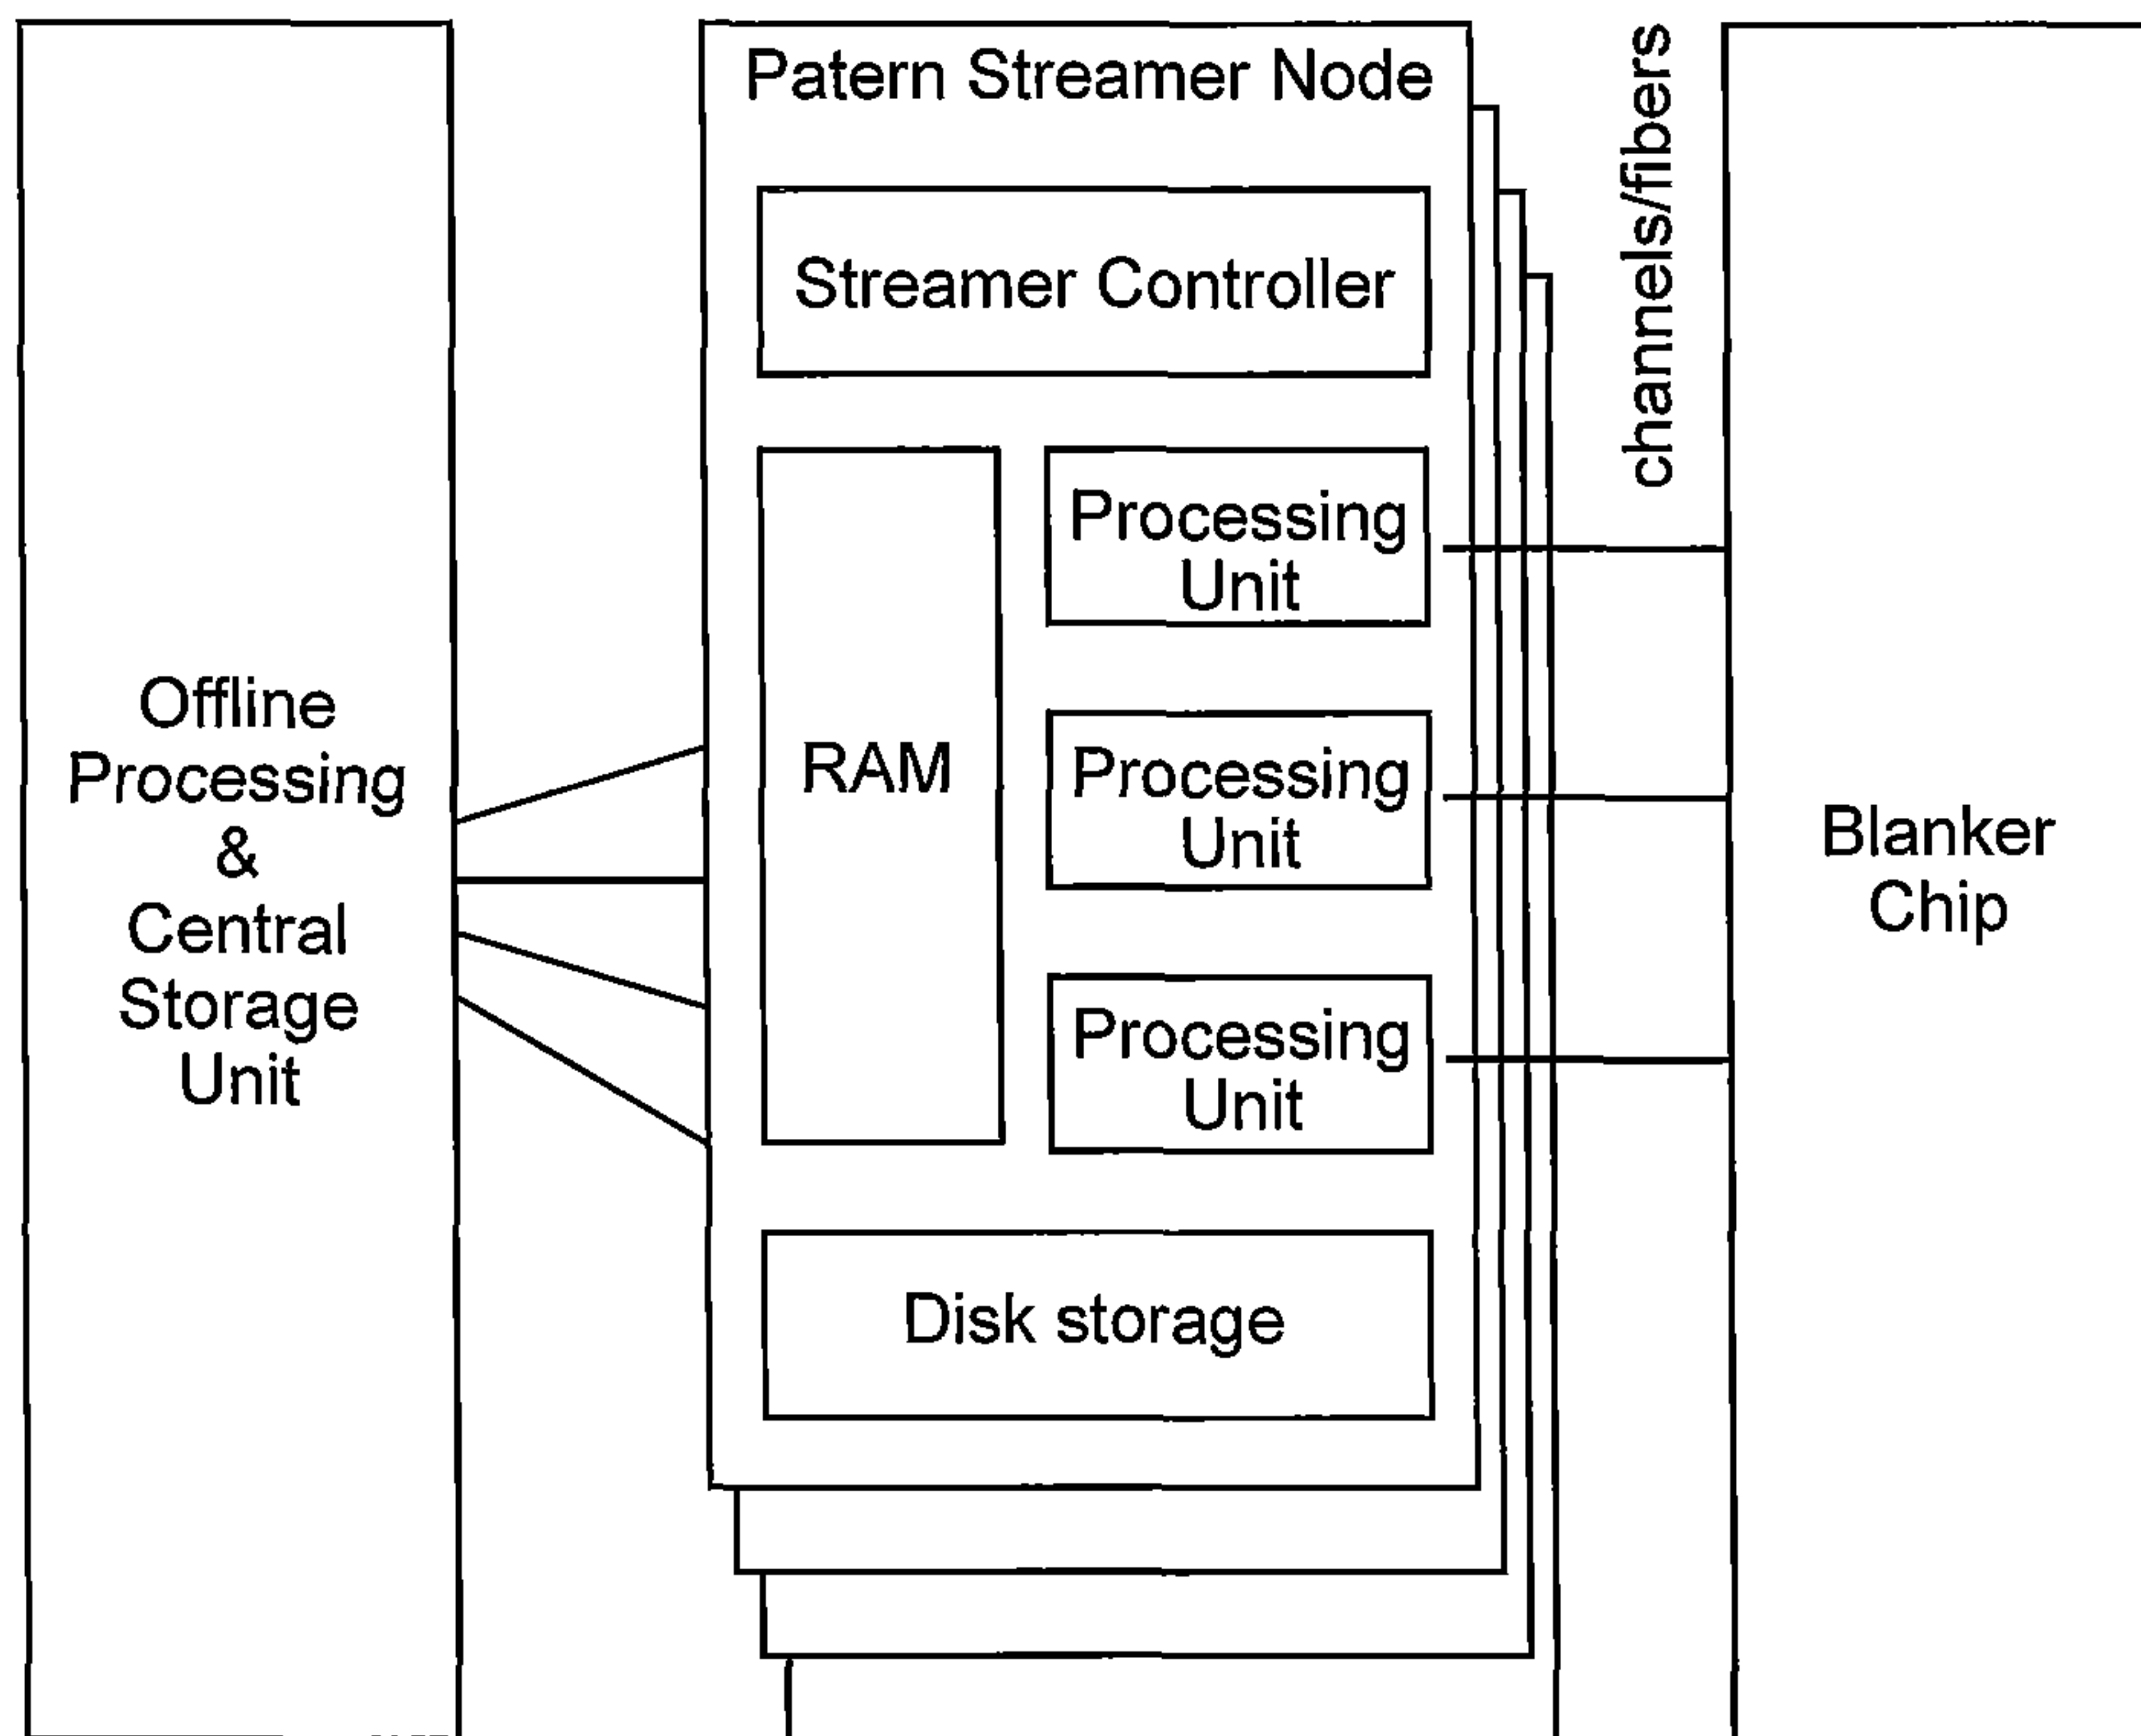 Offline
Processing
&
Central
Storage
Unit
Patern Streamer Node
Streamer Controller
RAM
Processing
Unit
Processing
Unit
Processing
Unit
Disk storage
channels/fibers
Blanker
Chip